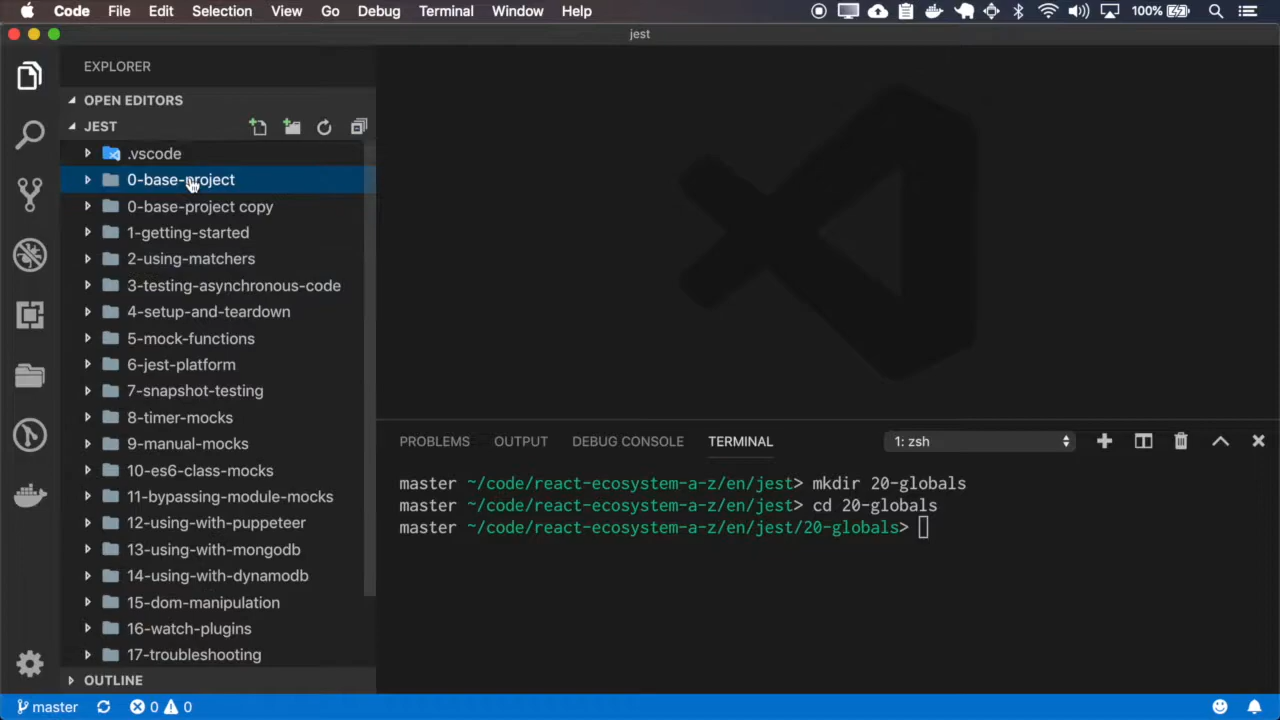 Code File Edit Selection View Go Debug Terminal Window Help 100%
jest
EXPLORER
OPEN EDITORS
JEST
.vscode
0-base-project
0-base-project copy
1-getting-started
2-using-matchers
3-testing-asynchronous-code
4-setup-and-teardown
5-mock-functions
6-jest-platform
7-snapshot-testing
8-timer-mocks
9-manual-mocks
10-es6-class-mocks
11-bypassing-module-mocks
12-using-with-puppeteer
13-using-with-mongodb
14-using-with-dynamodb
15-dom-manipulation
16-watch-plugins
17-troubleshooting
OUTLINE
PROBLEMS OUTPUT DEBUG CONSOLE TERMINAL 1: zsh
master ~/code/react-ecosystem-a-z/en/jest> mkdir 20-globals
master ~/code/react-ecosystem-a-z/en/jest> cd 20-globals
master ~/code/react-ecosystem-a-z/en/jest/20-globals>
master 0 0